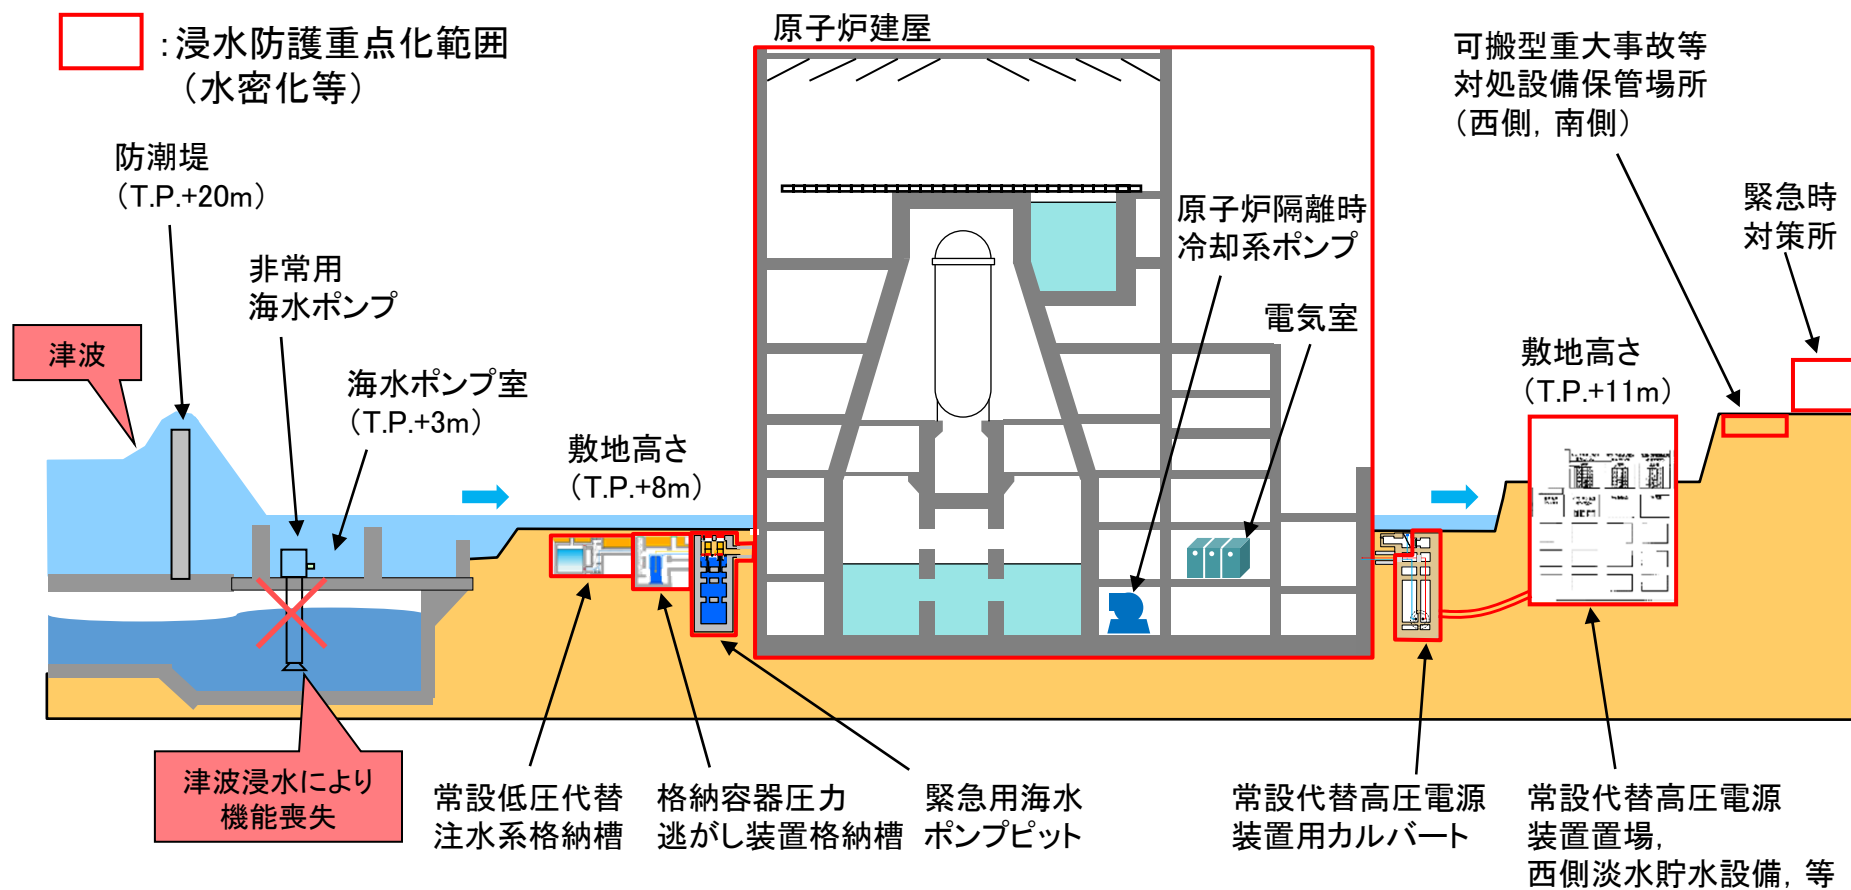 ：浸水防護重点化範囲
（水密化等）
原子炉建屋
可搬型重大事故等
対処設備保管場所
（西側，南側）
防潮堤
（T.P.+20m）
緊急時
対策所
非常用
海水ポンプ
原子炉隔離時
冷却系ポンプ
電気室
津波
海水ポンプ室
（T.P.+3m）
敷地高さ
（T.P.+11m）
敷地高さ
（T.P.+8m）
津波浸水により
機能喪失
常設低圧代替
注水系格納槽
格納容器圧力
逃がし装置格納槽
緊急用海水
ポンプピット
常設代替高圧電源
装置用カルバート
常設代替高圧電源
装置置場，
西側淡水貯水設備，等